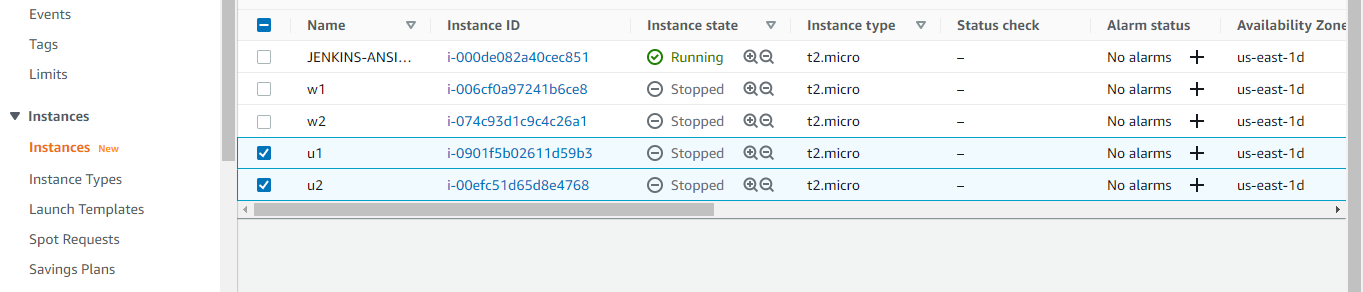 Events
Tags
Limits
Instances
Instances New
Instance Types
Launch Templates
Spot Requests
Savings Plans
Name Instance ID Instance state Instance type Status check Alarm status Availability Zone
JENKINS-ANSI... i-000de082a40cec851 Running t2.micro – No alarms + us-east-1d
w1 i-006cf0a97241b6ce8 Stopped t2.micro – No alarms + us-east-1d
w2 i-074c93d1c9c4c26a1 Stopped t2.micro – No alarms + us-east-1d
u1 i-0901f5b02611d59b3 Stopped t2.micro – No alarms + us-east-1d
u2 i-00efc51d65d8e4768 Stopped t2.micro – No alarms + us-east-1d